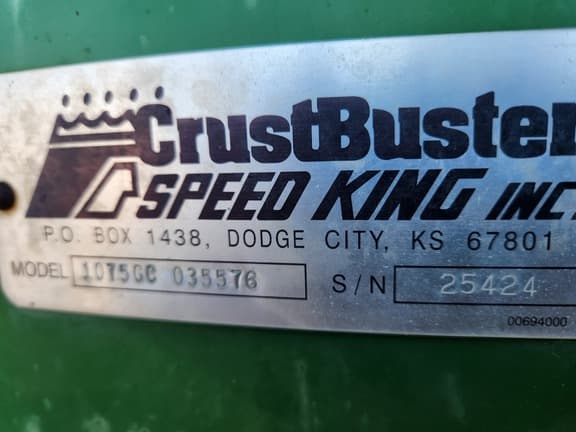 CrustBuster
SPEED KING INC.
P.O. BOX 1438, DODGE CITY, KS 67801
MODEL 1075GC 035576 S/N 25424
00694000